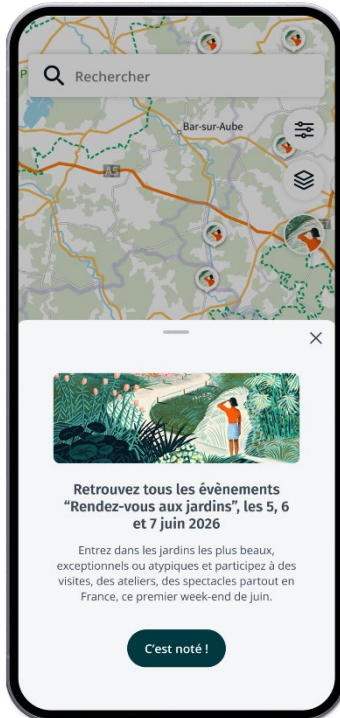 Rechercher
Bar-sur-Aube
A5
Retrouvez tous les évènements
“Rendez-vous aux jardins”, les 5, 6
et 7 juin 2026
Entrez dans les jardins les plus beaux,
exceptionnels ou atypiques et participez à des
visites, des ateliers, des spectacles partout en
France, ce premier week-end de juin.
C’est noté !